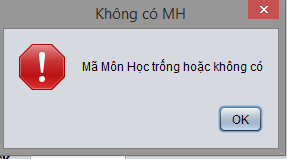 Không có MH
Mã Môn Học trống hoặc không có
OK